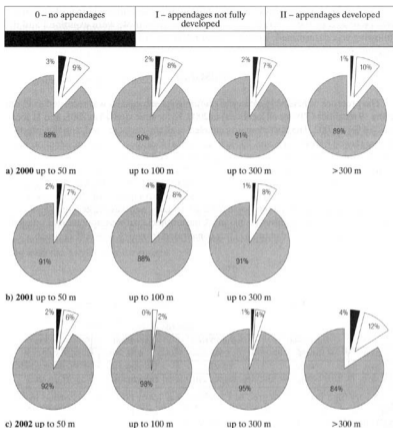 0 – no appendages
I – appendages not fully developed
II – appendages developed
3% 9% 88%
2% 8% 90%
2% 7% 91%
1% 10% 89%
a) 2000 up to 50 m up to 100 m up to 300 m >300 m
2% 7% 91%
4% 8% 88%
1% 8% 91%
b) 2001 up to 50 m up to 100 m up to 300 m
2% 6% 92%
0% 2% 98%
1% 4% 95%
4% 12% 84%
c) 2002 up to 50 m up to 100 m up to 300 m >300 m